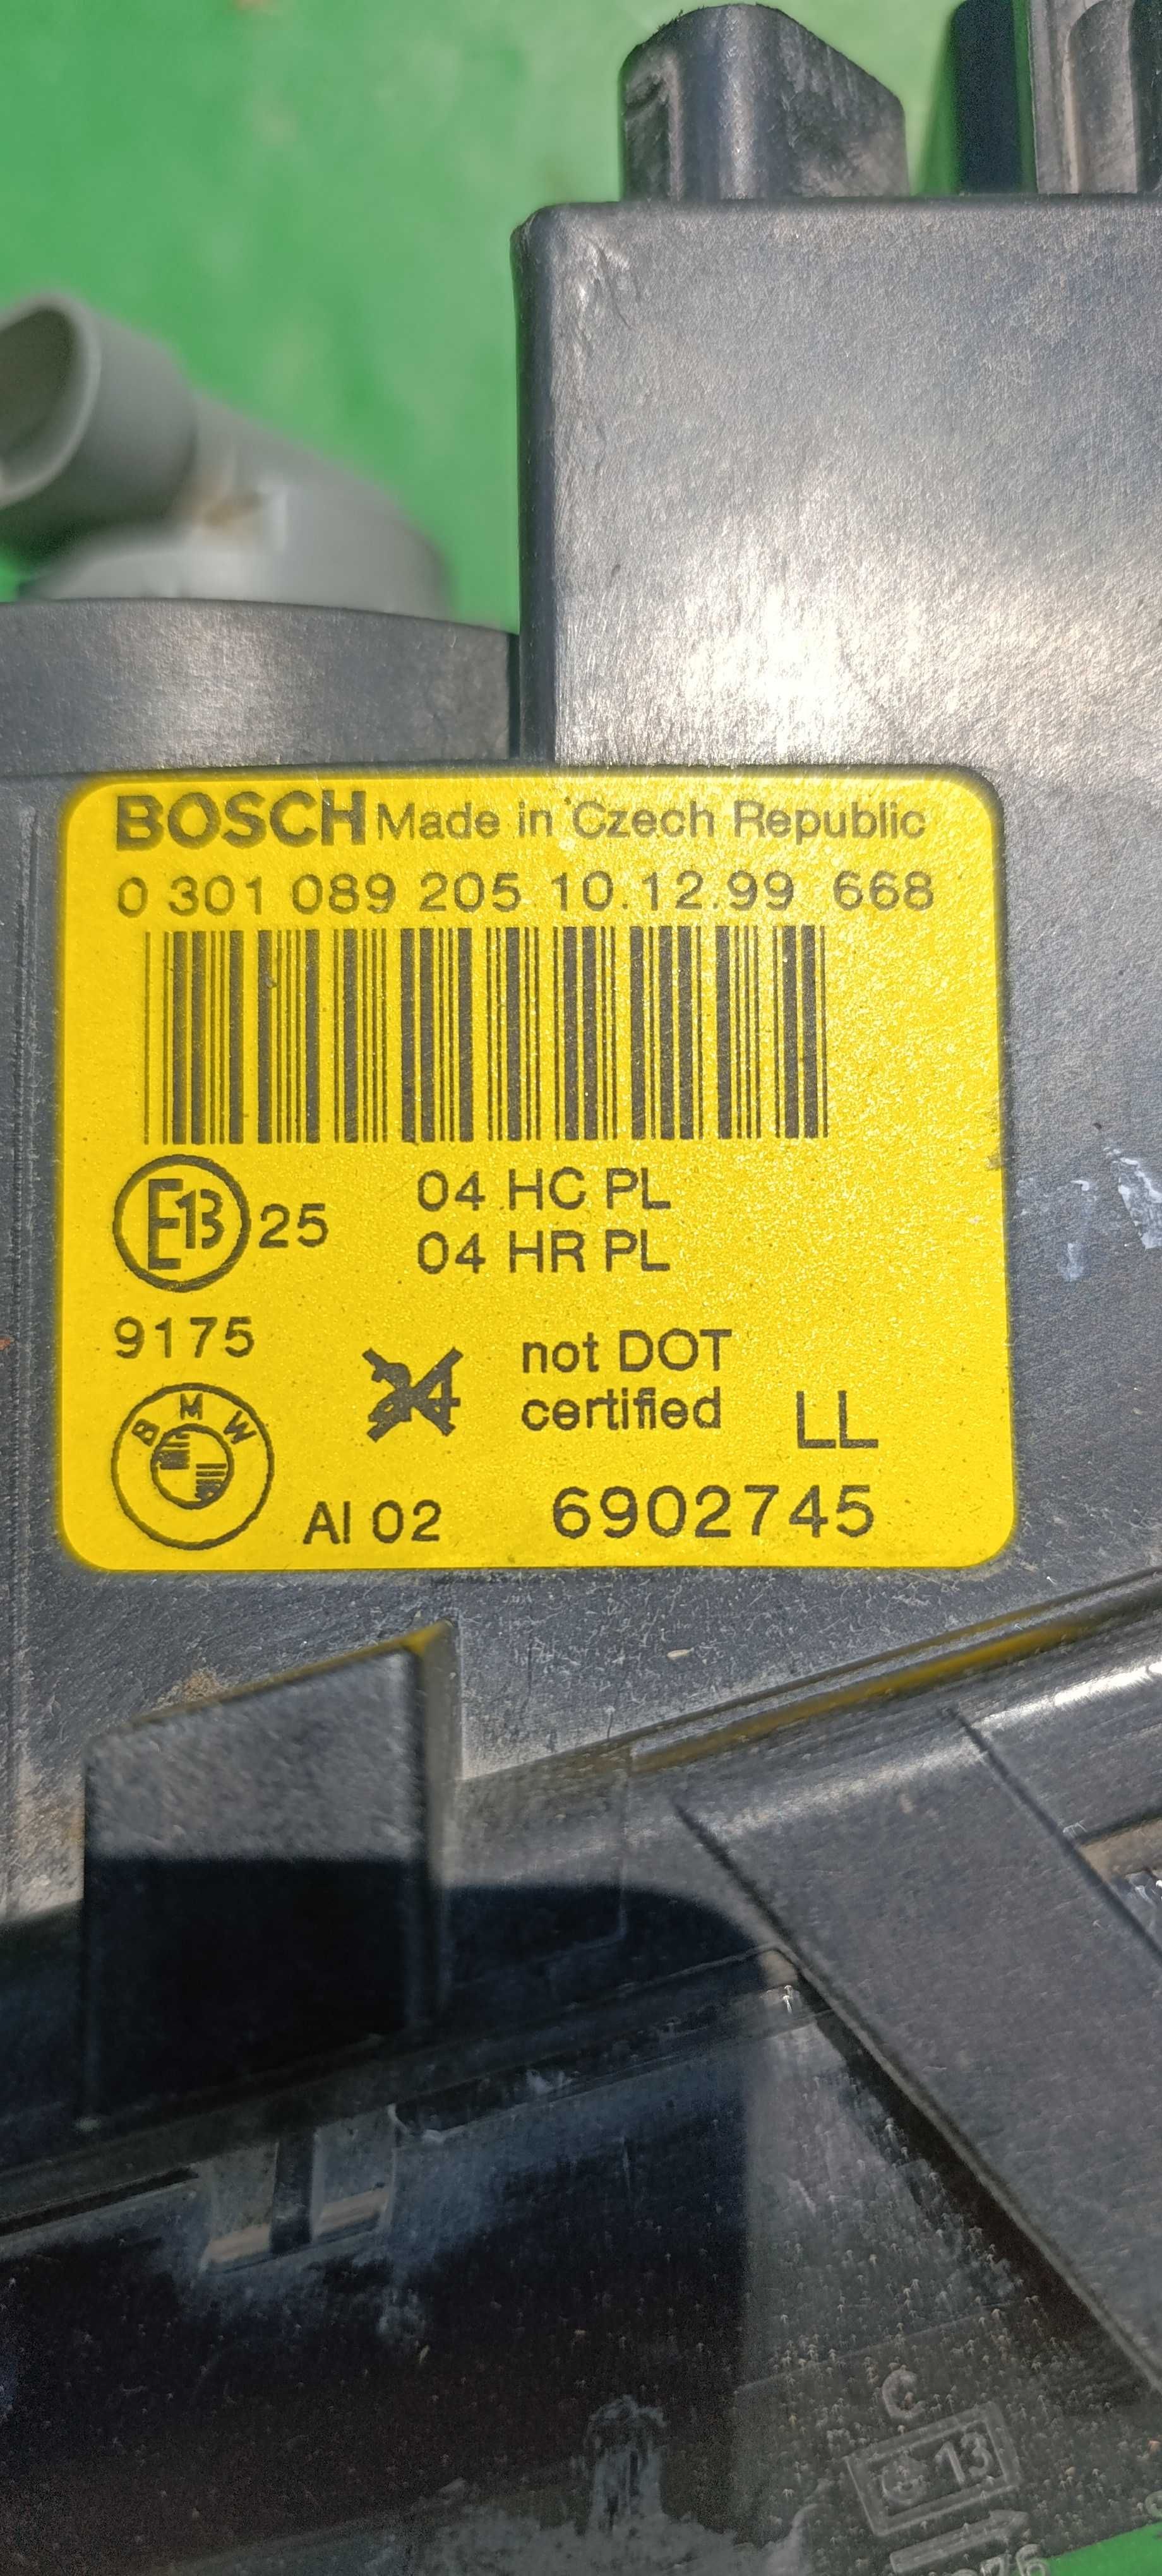 BOSCH Made in Czech Republic
0 301 089 205 10.12.99 668
E13 25 04 HC PL
04 HR PL
9175
24 not DOT
certified LL
BMW
AI 02 6902745
C
13